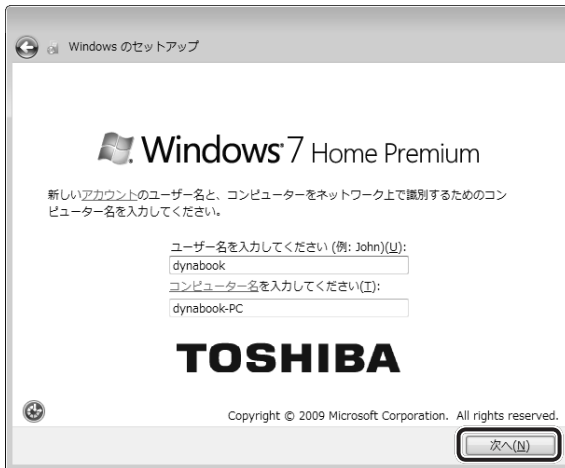 Windows のセットアップ
Windows 7 Home Premium
新しいアカウントのユーザー名と、コンピューターをネットワーク上で識別するためのコン
ピューター名を入力してください。
ユーザー名を入力してください (例: John)(U):
dynabook
コンピューター名を入力してください(T):
dynabook-PC
TOSHIBA
Copyright © 2009 Microsoft Corporation. All rights reserved.
次へ(N)